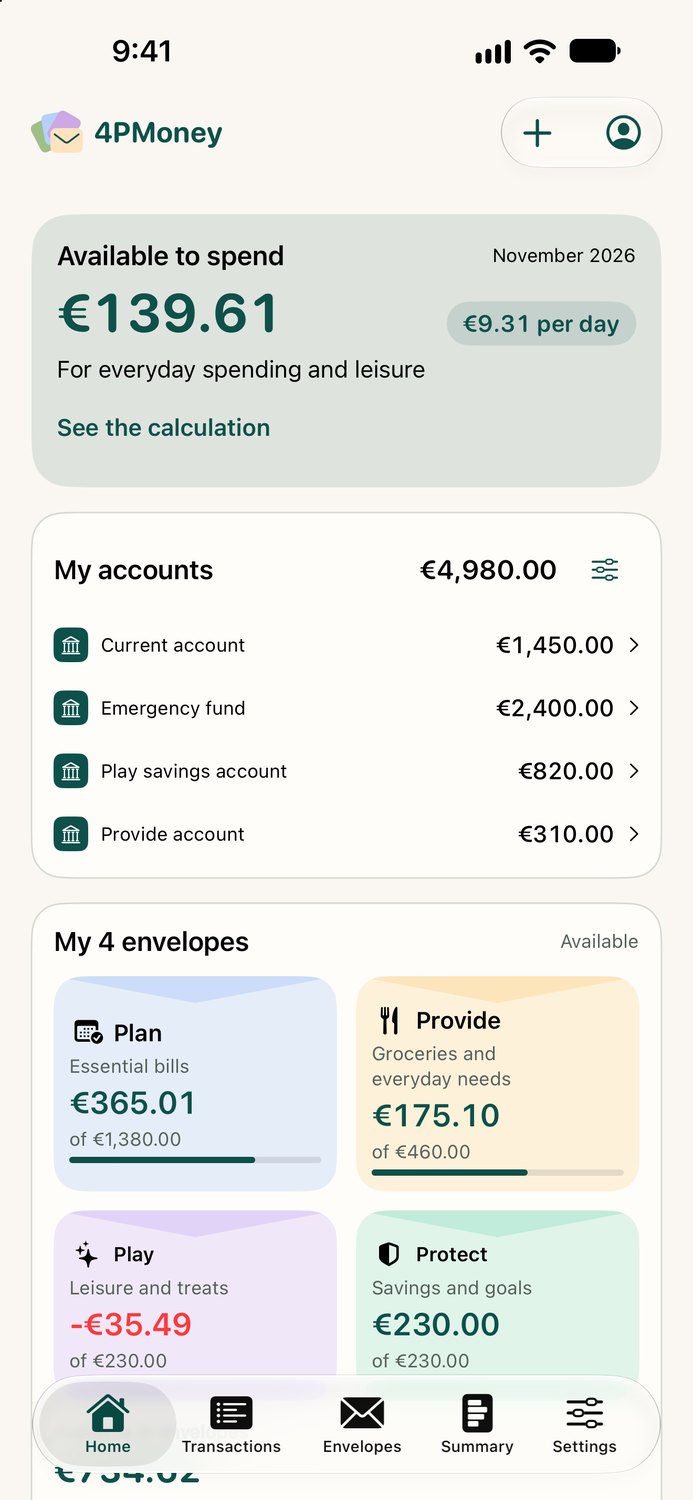 9:41
4PMoney
Available to spend
November 2026
€139.61
€9.31 per day
For everyday spending and leisure
See the calculation
My accounts
€4,980.00
Current account
€1,450.00
Emergency fund
€2,400.00
Play savings account
€820.00
Provide account
€310.00
My 4 envelopes
Available
Plan
Essential bills
€365.01
of €1,380.00
Provide
Groceries and
everyday needs
€175.10
of €460.00
Play
Leisure and treats
-€35.49
of €230.00
Protect
Savings and goals
€230.00
of €230.00
Home
Transactions
Envelopes
Summary
Settings